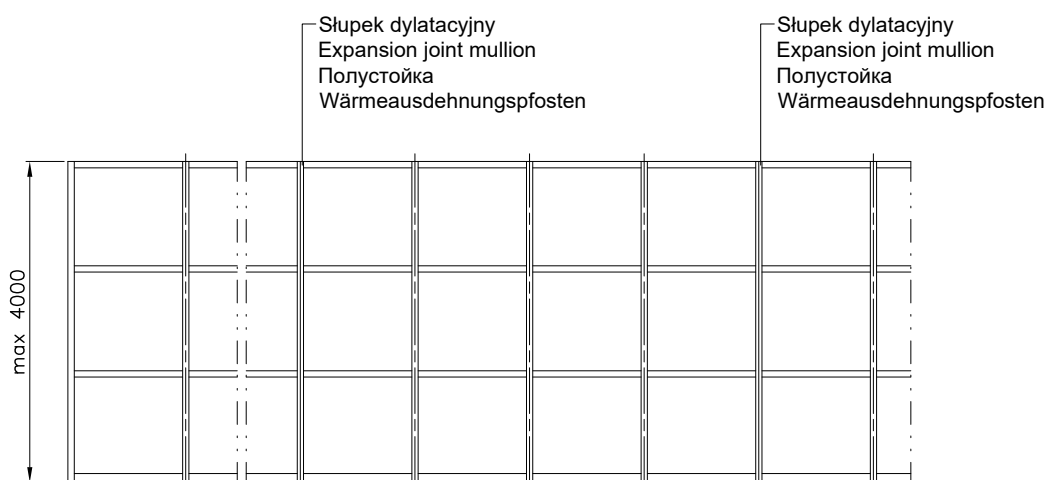 Słupek dylatacyjny
Expansion joint mullion
Полустойка
Wärmeausdehnungspfosten
Słupek dylatacyjny
Expansion joint mullion
Полустойка
Wärmeausdehnungspfosten
max 4000